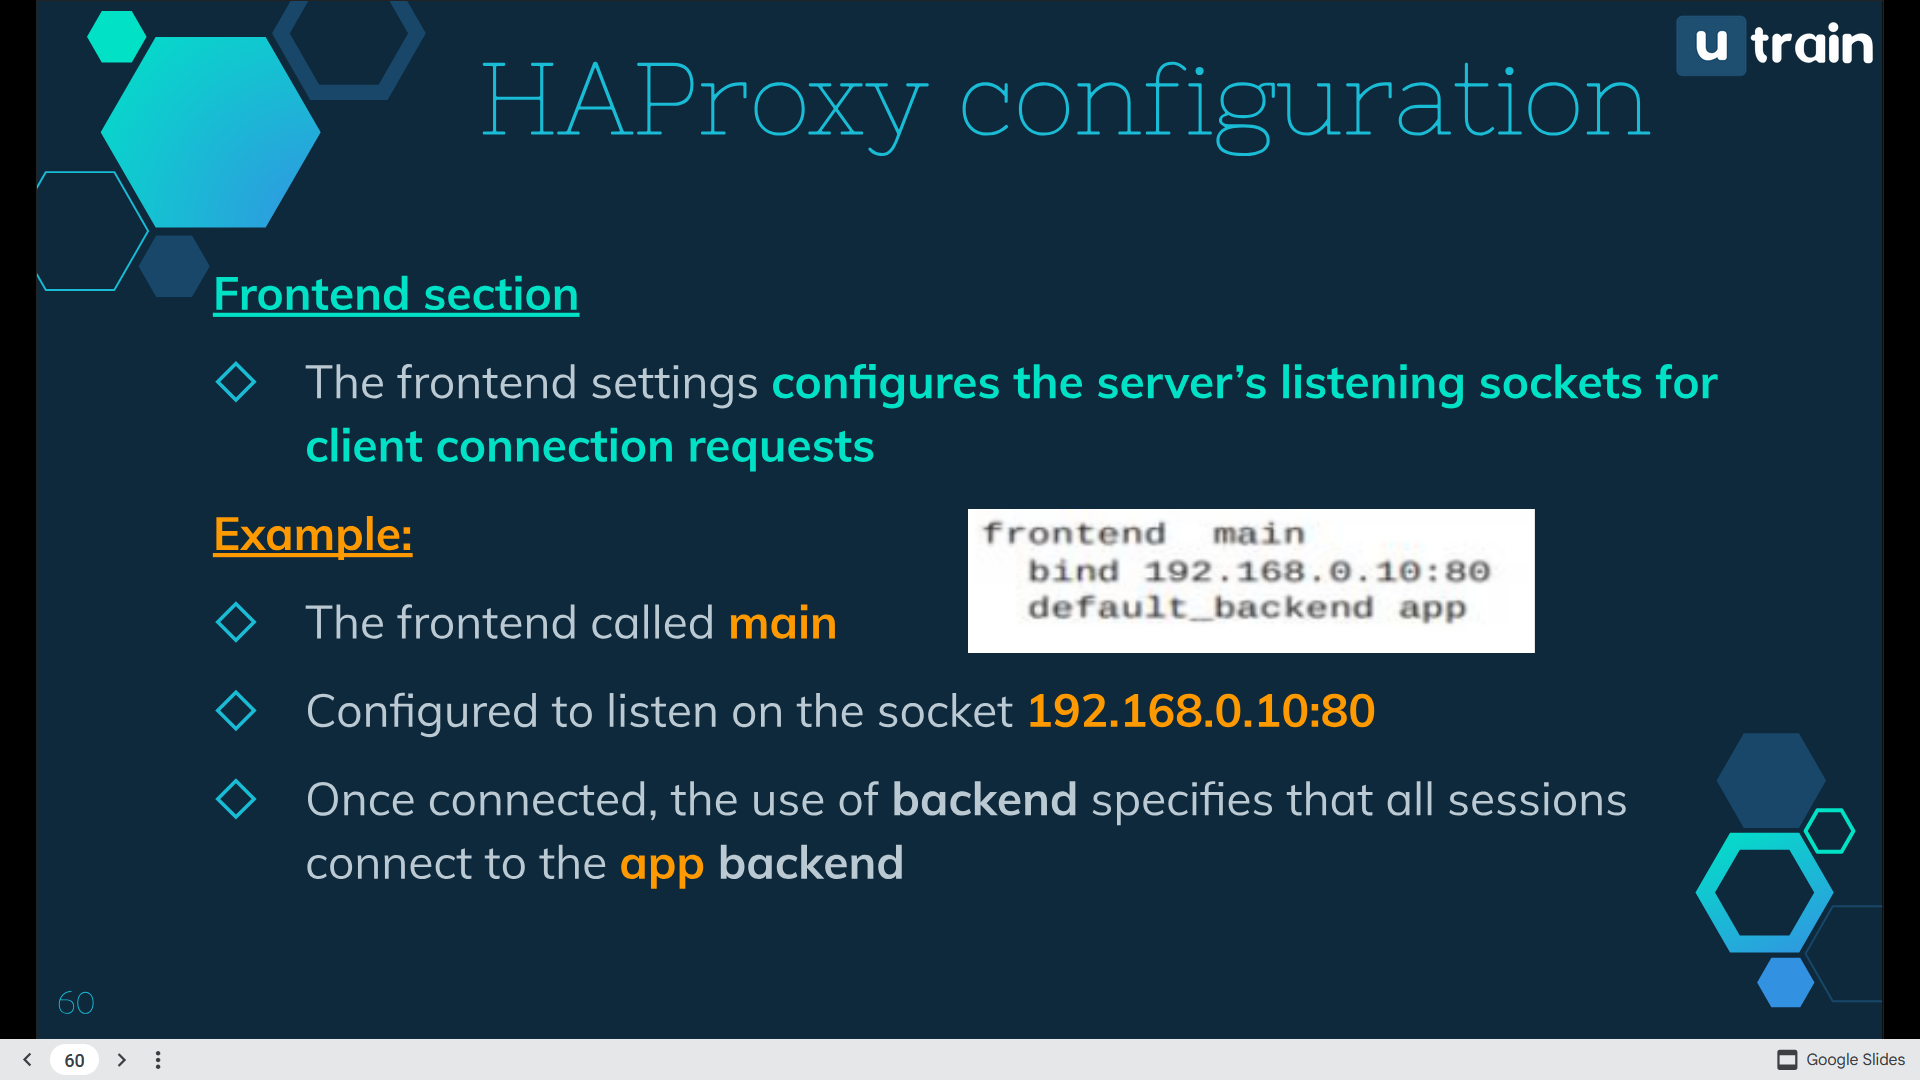 u train
HAProxy configuration
Frontend section
The frontend settings configures the server’s listening sockets for
client connection requests
Example:
frontend  main
bind 192.168.0.10:80
default_backend app
The frontend called main
Configured to listen on the socket 192.168.0.10:80
Once connected, the use of backend specifies that all sessions
connect to the app backend
60
60
Google Slides